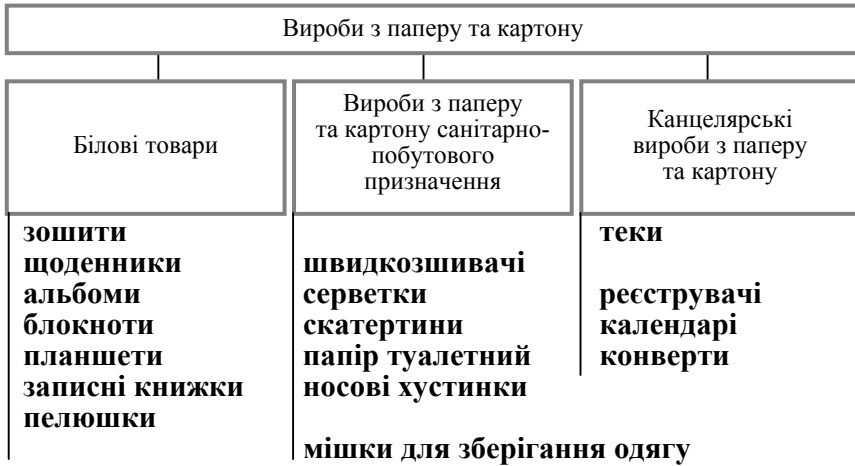 Вироби з паперу та картону
Білові товари
Вироби з паперу
та картону санітарно-
побутового
призначення
Канцелярські
вироби з паперу
та картону
зошити
щоденники
альбоми
блокноти
планшети
записні книжки
пелюшки
швидкозшивачі
серветки
скатертини
папір туалетний
носові хустинки
мішки для зберігання одягу
теки
реєструвачі
календарі
конверти